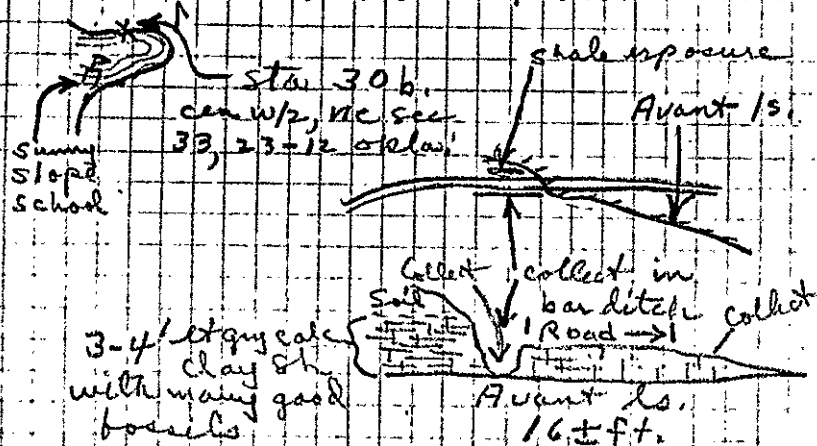 Sta 30b.
cen W/2, ne sec
33, 23-12 Okla.
Sunny
Slope
School
shale exposure
Avant ls.
Collect
collect in
bar ditch
Road
collect
Soil
3-4' lt gry calc
clay sh
with many good
fossils
Avant ls.
16± ft.